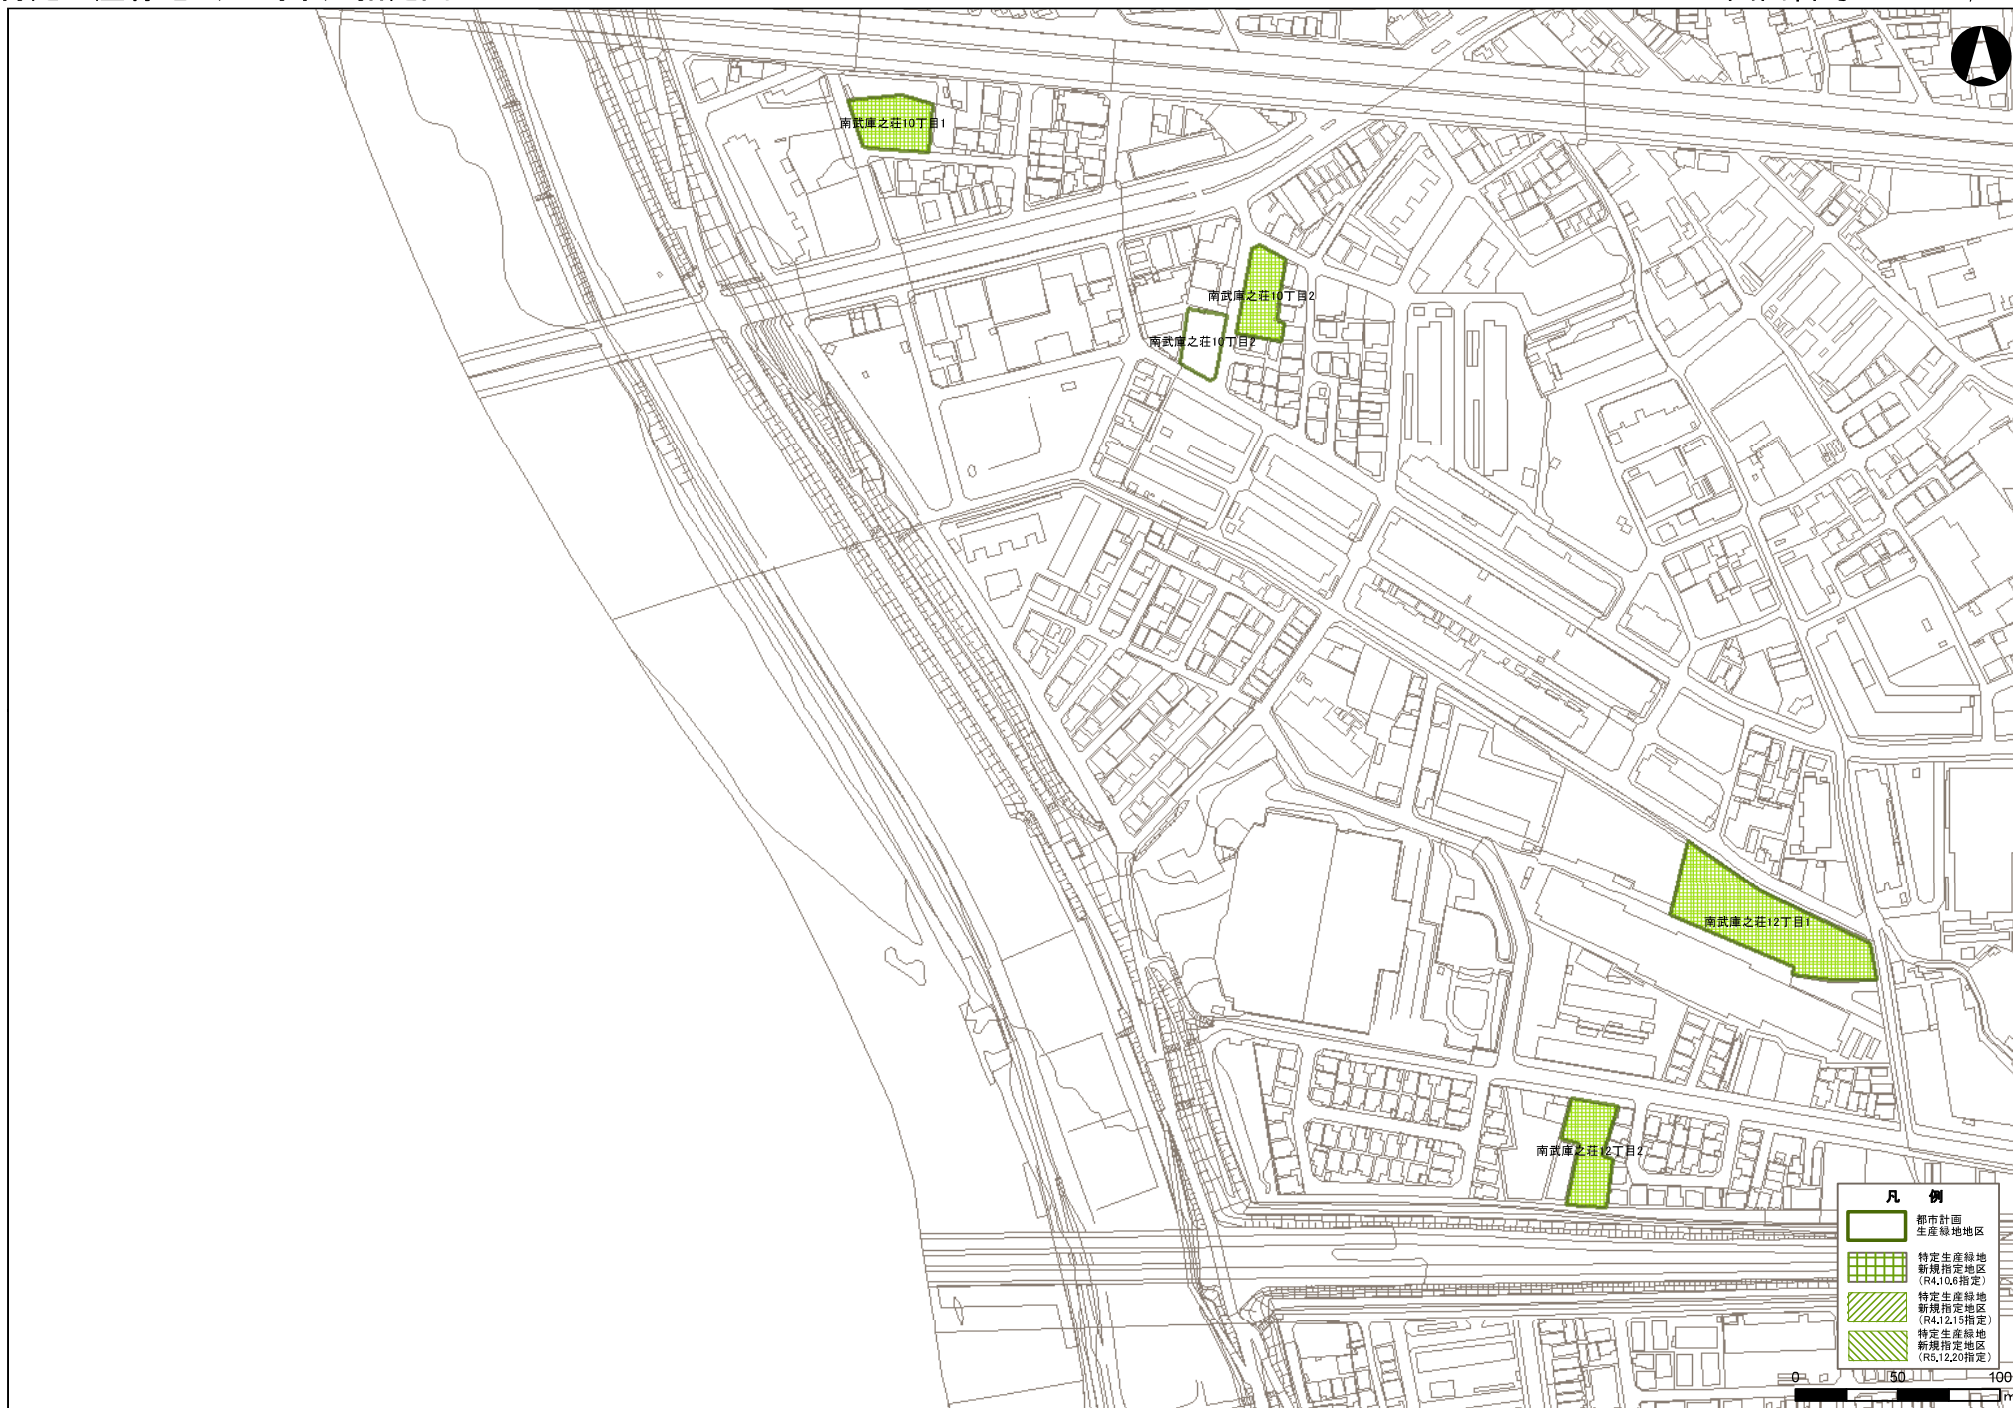 南武庫之荘10丁目1
南武庫之荘10丁目2
南武庫之荘10丁目2
南武庫之荘12丁目1
南武庫之荘12丁目2
凡 例
都市計画
生産緑地地区
特定生産緑地
新規指定地区
(R4.10.6指定)
特定生産緑地
新規指定地区
(R4.12.15指定)
特定生産緑地
新規指定地区
(R5.12.20指定)
0 50 100
m